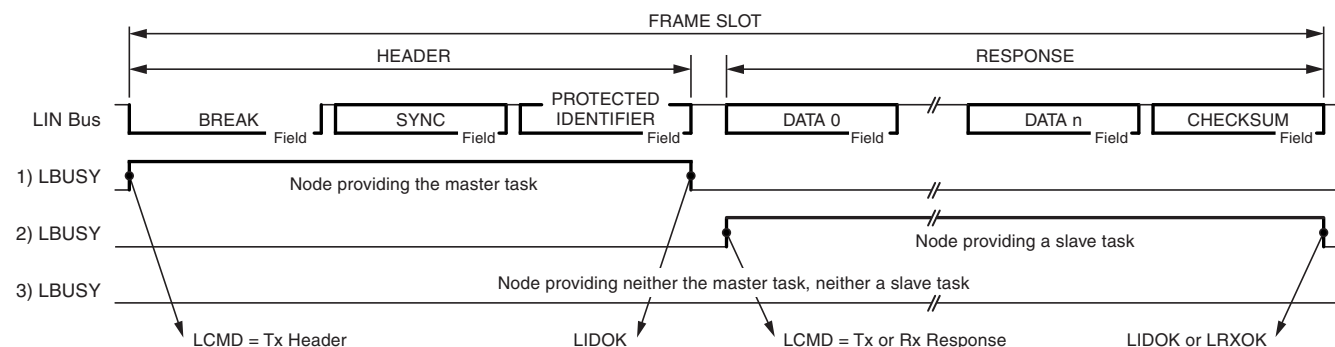 FRAME SLOT
HEADER
RESPONSE
LIN Bus
BREAK
Field
SYNC
Field
PROTECTED
IDENTIFIER
Field
DATA 0
Field
DATA n
Field
CHECKSUM
Field
1) LBUSY
Node providing the master task
2) LBUSY
Node providing a slave task
Node providing neither the master task, neither a slave task
3) LBUSY
LCMD = Tx Header
LIDOK
LCMD = Tx or Rx Response
LIDOK or LRXOK